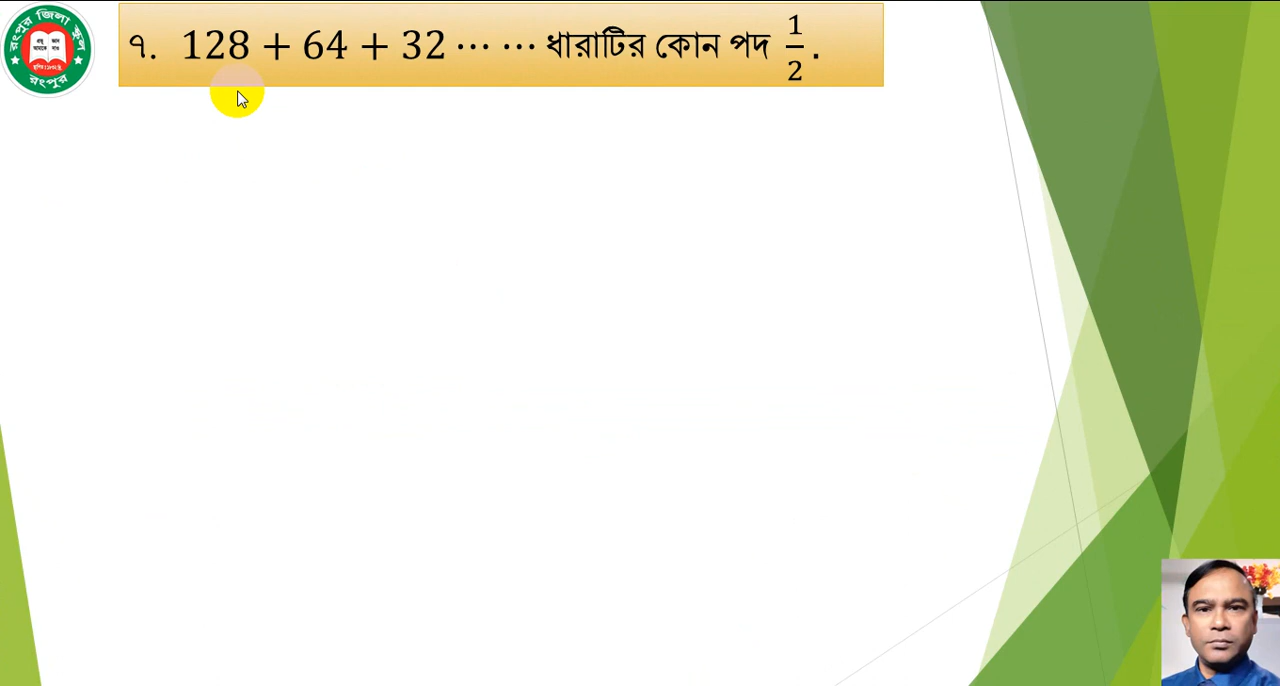 রংপুর জিলা স্কুল
রংপুর
৭. 128 + 64 + 32 ⋯ ⋯ ধারাটির কোন পদ 1/2.